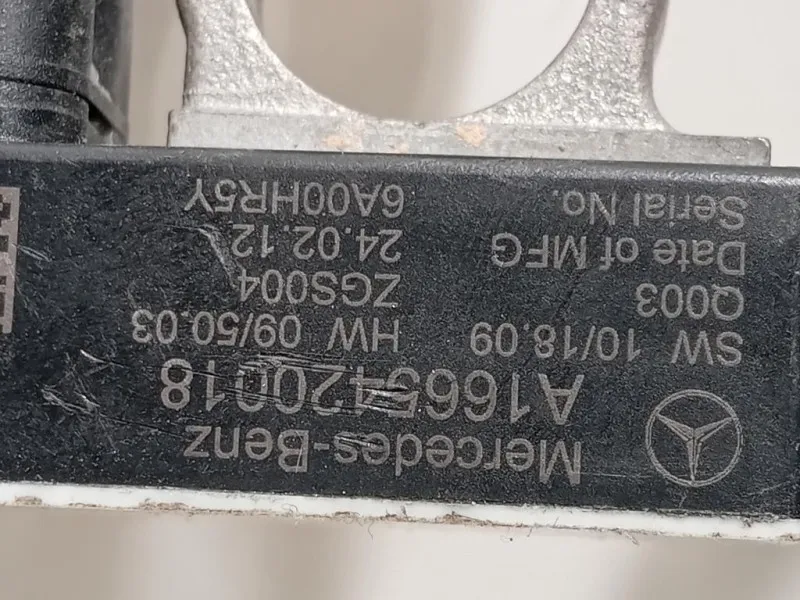 Mercedes-Benz
A1665420018
SW 10/18.09 HW 09/50.03
Q003 ZGS004
Date of MFG 24.02.12
Serial No. 6A00HR5Y